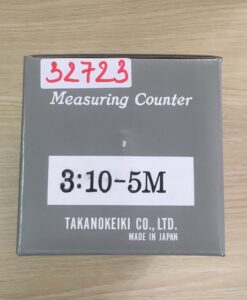 32723
Measuring Counter
3:10-5M
TAKANOKEIKI CO., LTD.
MADE IN JAPAN